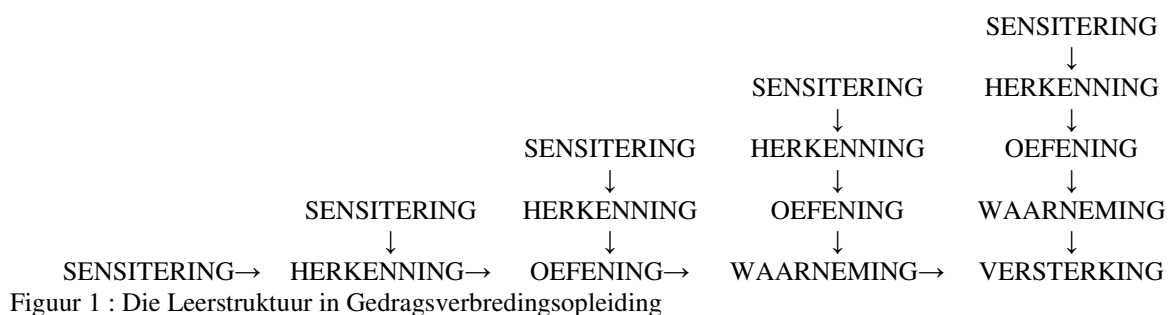 SENSITERING
↓
SENSITERING HERKENNING
↓ ↓
SENSITERING HERKENNING OEFENING
↓ ↓ ↓
SENSITERING HERKENNING OEFENING WAARNEMING
↓ ↓ ↓ ↓
SENSITERING→ HERKENNING→ OEFENING→ WAARNEMING→ VERSTERKING
Figuur 1 : Die Leerstruktuur in Gedragsverbredingsopleiding